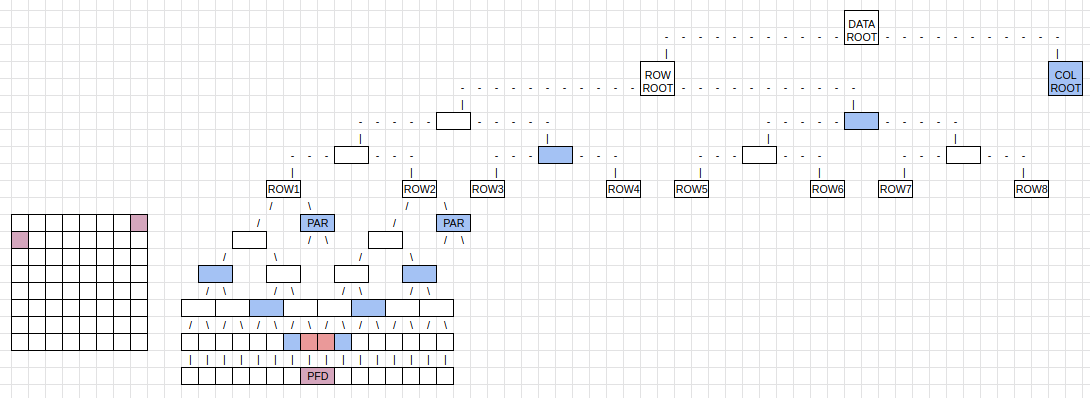 DATA
ROOT
ROW
ROOT
COL
ROOT
ROW1
ROW2
ROW3
ROW4
ROW5
ROW6
ROW7
ROW8
PAR
PAR
PFD